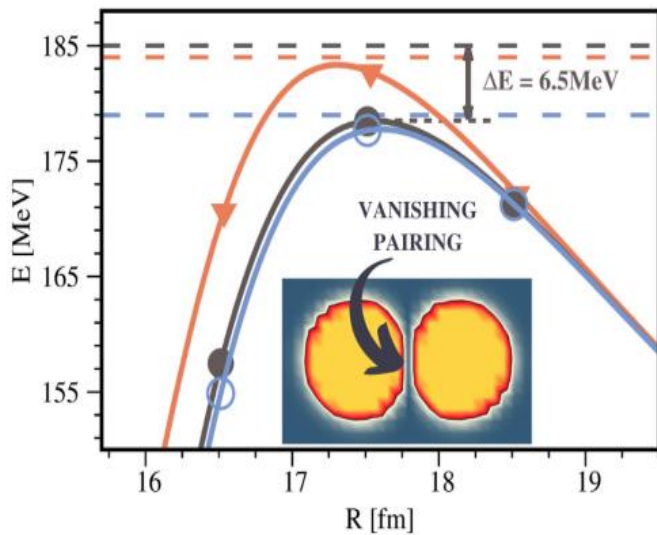 185
ΔE = 6.5MeV
175
VANISHING
PAIRING
E [MeV]
165
155
16 17 18 19
R [fm]